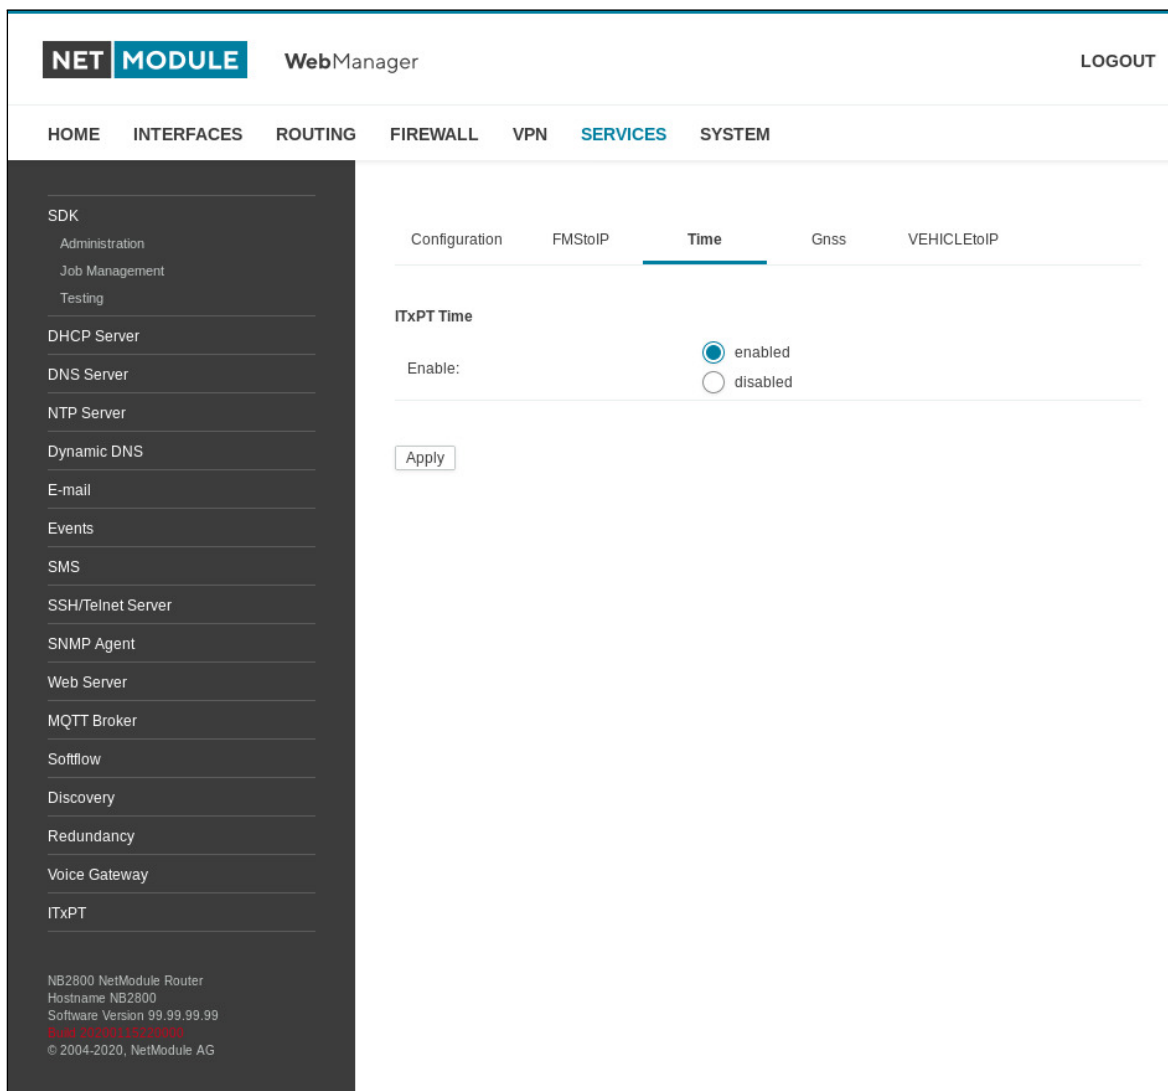 NET MODULE WebManager LOGOUT
HOME INTERFACES ROUTING FIREWALL VPN SERVICES SYSTEM
SDK
Administration
Job Management
Testing
DHCP Server
DNS Server
NTP Server
Dynamic DNS
E-mail
Events
SMS
SSH/Telnet Server
SNMP Agent
Web Server
MQTT Broker
Softflow
Discovery
Redundancy
Voice Gateway
ITxPT
NB2800 NetModule Router
Hostname NB2800
Software Version 99.99.99.99
Build
© 2004-2020, NetModule AG
Configuration FMStoIP Time Gnss VEHICLEtoIP
ITxPT Time
Enable: enabled
disabled
Apply